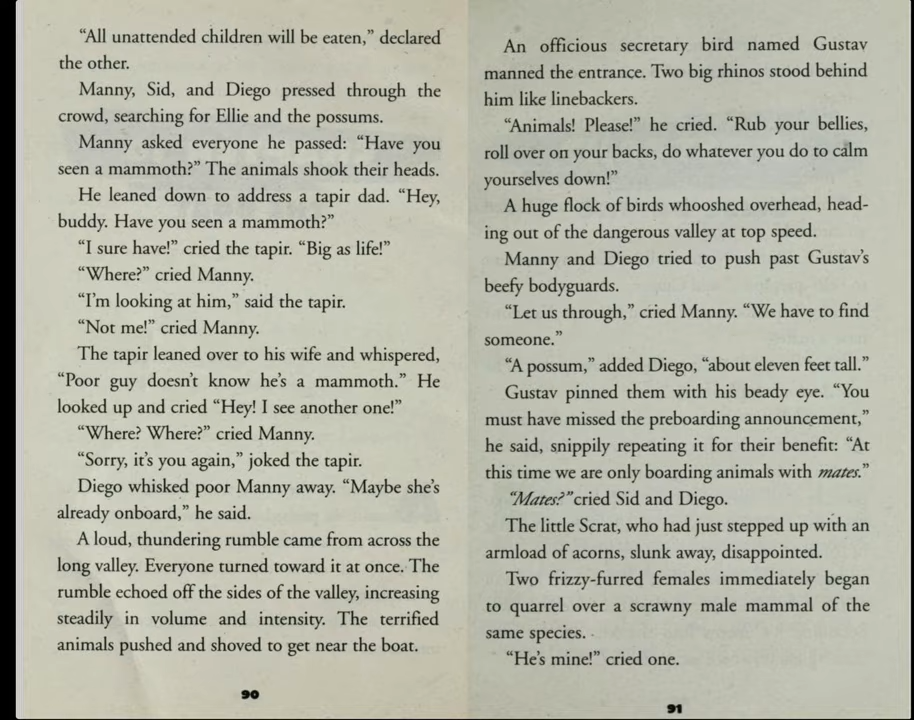 “All unattended children will be eaten,” declared
the other.
Manny, Sid, and Diego pressed through the
crowd, searching for Ellie and the possums.
Manny asked everyone he passed: “Have you
seen a mammoth?” The animals shook their heads.
He leaned down to address a tapir dad. “Hey,
buddy. Have you seen a mammoth?”
“I sure have!” cried the tapir. “Big as life!”
“Where?” cried Manny.
“I’m looking at him,” said the tapir.
“Not me!” cried Manny.
The tapir leaned over to his wife and whispered,
“Poor guy doesn’t know he’s a mammoth.” He
looked up and cried “Hey! I see another one!”
“Where? Where?” cried Manny.
“Sorry, it’s you again,” joked the tapir.
Diego whisked poor Manny away. “Maybe she’s
already onboard,” he said.
A loud, thundering rumble came from across the
long valley. Everyone turned toward it at once. The
rumble echoed off the sides of the valley, increasing
steadily in volume and intensity. The terrified
animals pushed and shoved to get near the boat.
90
An officious secretary bird named Gustav
manned the entrance. Two big rhinos stood behind
him like linebackers.
“Animals! Please!” he cried. “Rub your bellies,
roll over on your backs, do whatever you do to calm
yourselves down!”
A huge flock of birds whooshed overhead, head-
ing out of the dangerous valley at top speed.
Manny and Diego tried to push past Gustav’s
beefy bodyguards.
“Let us through,” cried Manny. “We have to find
someone.”
“A possum,” added Diego, “about eleven feet tall.”
Gustav pinned them with his beady eye. “You
must have missed the preboarding announcement,”
he said, snippily repeating it for their benefit: “At
this time we are only boarding animals with mates.”
“Mates?” cried Sid and Diego.
The little Scrat, who had just stepped up with an
armload of acorns, slunk away, disappointed.
Two frizzy-furred females immediately began
to quarrel over a scrawny male mammal of the
same species.
“He’s mine!” cried one.
91